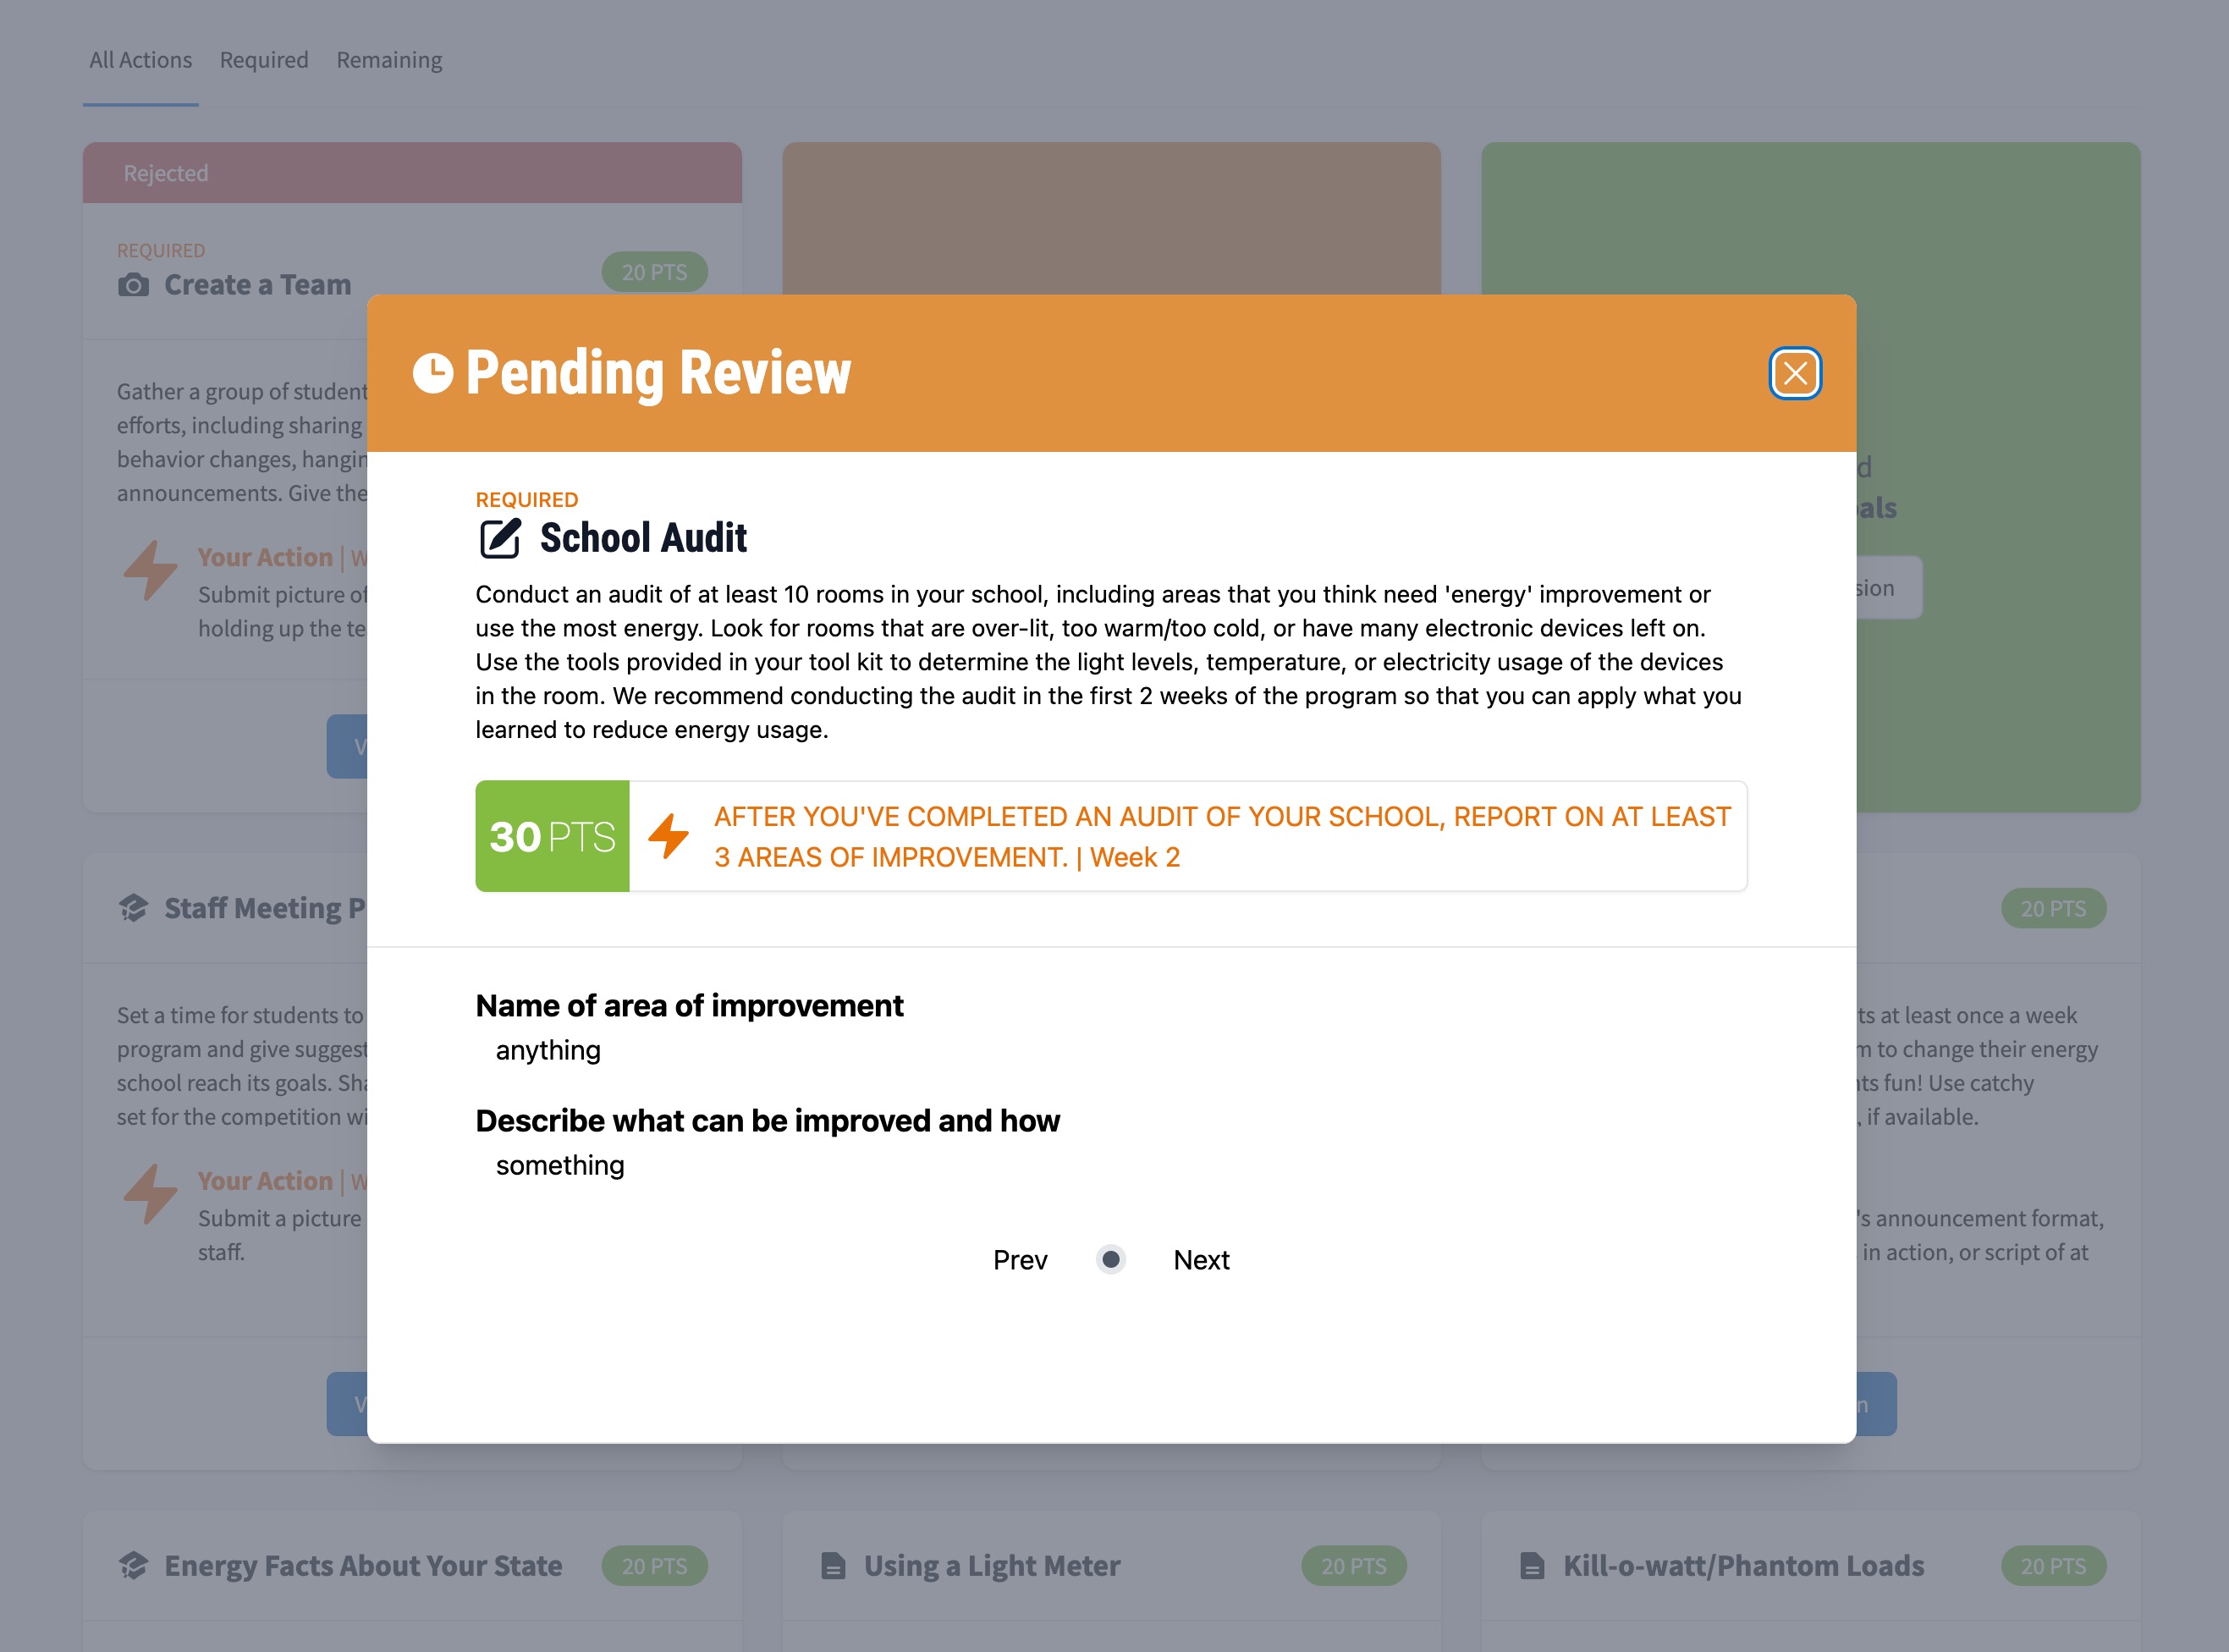 All Actions Required Remaining
Rejected
REQUIRED
Create a Team
20 PTS
Gather a group of student
efforts, including sharing
behavior changes, hangin
announcements. Give the
Your Action | W
Submit picture of
holding up the te
V
d
als
sion
Pending Review
REQUIRED
School Audit
Conduct an audit of at least 10 rooms in your school, including areas that you think need 'energy' improvement or
use the most energy. Look for rooms that are over-lit, too warm/too cold, or have many electronic devices left on.
Use the tools provided in your tool kit to determine the light levels, temperature, or electricity usage of the devices
in the room. We recommend conducting the audit in the first 2 weeks of the program so that you can apply what you
learned to reduce energy usage.
30 PTS
AFTER YOU'VE COMPLETED AN AUDIT OF YOUR SCHOOL, REPORT ON AT LEAST
3 AREAS OF IMPROVEMENT. | Week 2
Name of area of improvement
anything
Describe what can be improved and how
something
Prev Next
Staff Meeting P
Set a time for students to
program and give suggest
school reach its goals. Sha
set for the competition wi
Your Action | W
Submit a picture
staff.
V
20 PTS
ts at least once a week
m to change their energy
nts fun! Use catchy
, if available.
's announcement format,
in action, or script of at
n
Energy Facts About Your State 20 PTS
Using a Light Meter 20 PTS
Kill-o-watt/Phantom Loads 20 PTS